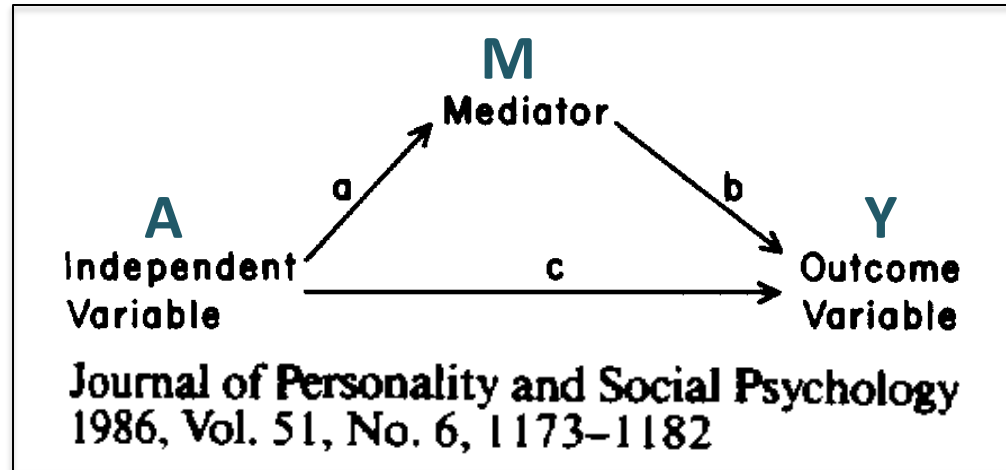 M
Mediator
a
b
A
Y
Independent
Variable
c
Outcome
Variable
Journal of Personality and Social Psychology
1986, Vol. 51, No. 6, 1173–1182